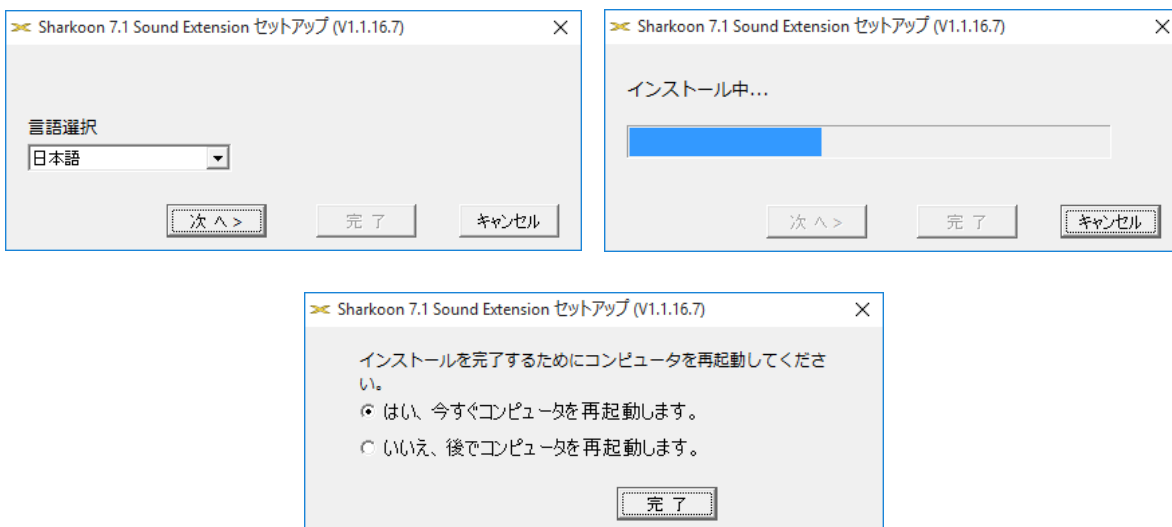 Sharkoon 7.1 Sound Extension セットアップ (V1.1.16.7)
言語選択
日本語
次 へ >
完 了
キャンセル
Sharkoon 7.1 Sound Extension セットアップ (V1.1.16.7)
インストール中...
次 へ >
完 了
キャンセル
Sharkoon 7.1 Sound Extension セットアップ (V1.1.16.7)
インストールを完了するためにコンピュータを再起動してくださ
い。
はい、今すぐコンピュータを再起動します。
いいえ、後でコンピュータを再起動します。
完 了